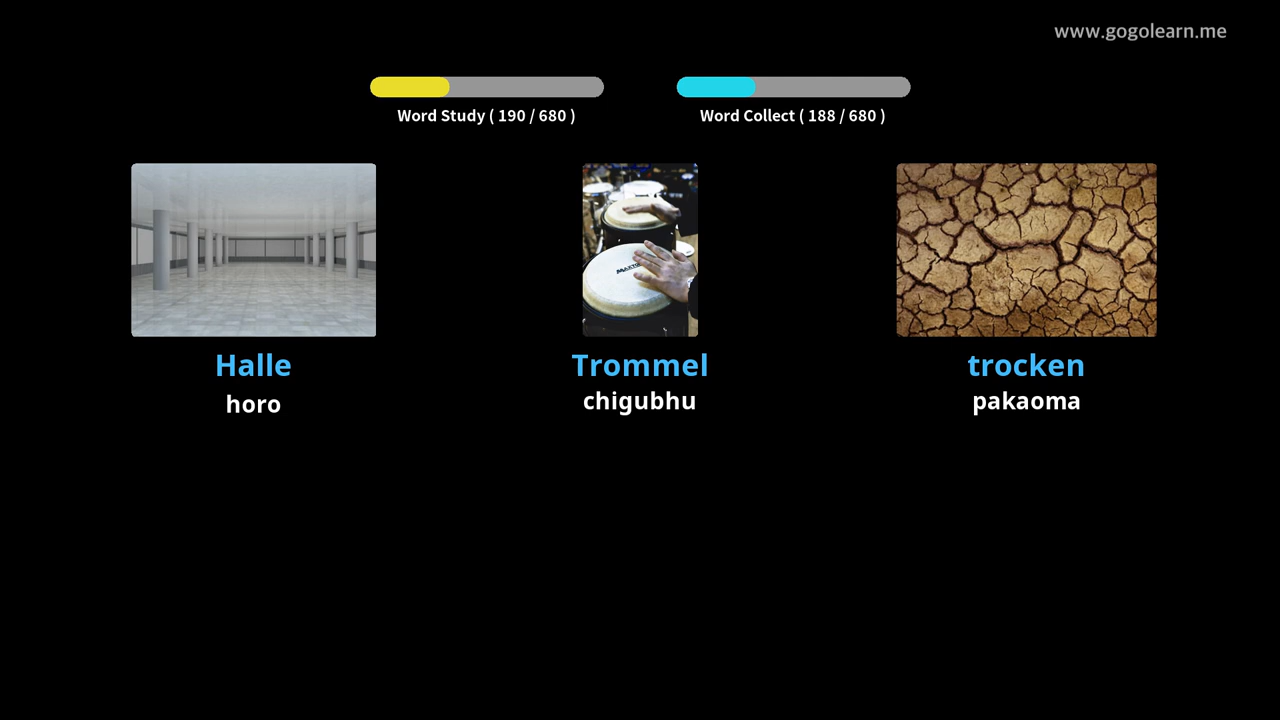 www.gogolearn.me
Word Study ( 190 / 680 )
Word Collect ( 188 / 680 )
Halle
horo
Trommel
chigubhu
trocken
pakaoma